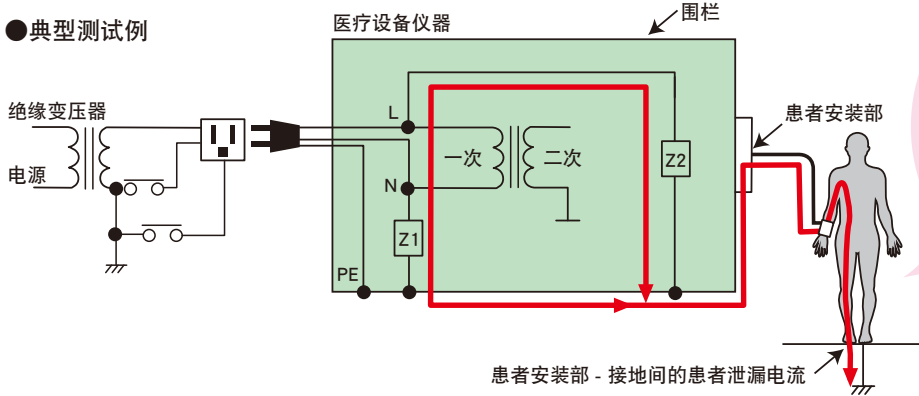 ●典型测试例
医疗设备仪器
围栏
绝缘变压器
电源
L
N
PE
Z1
一次
二次
Z2
患者安装部
患者安装部 - 接地间的患者泄漏电流